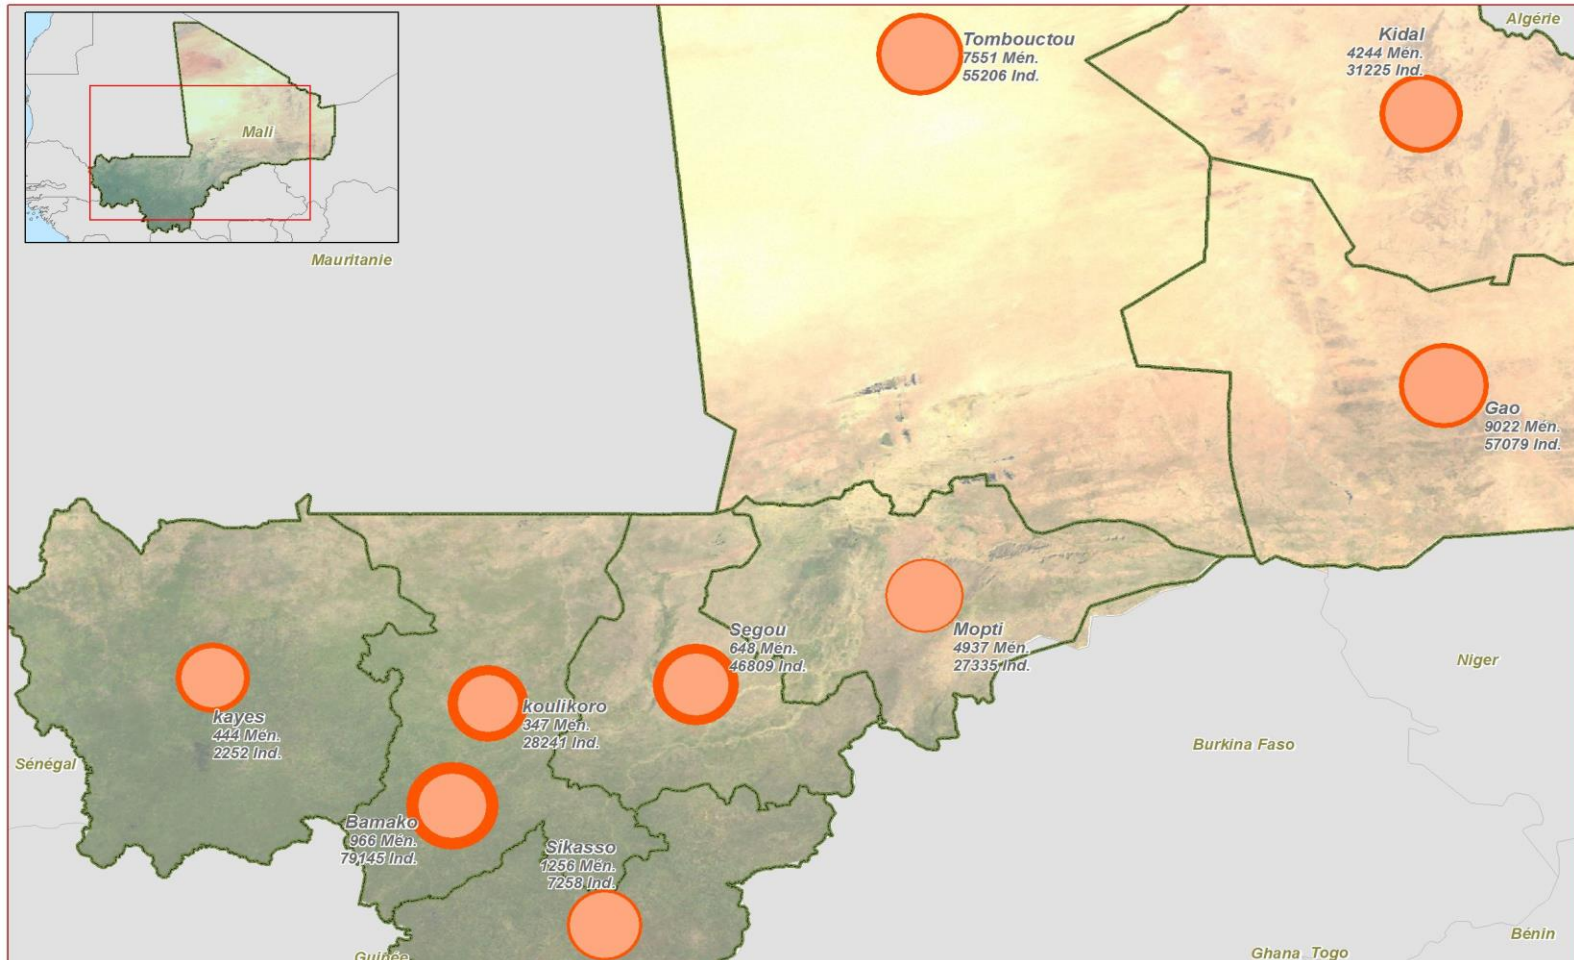 Algérie
Tombouctou
7551 Mén.
55206 Ind.
Kidal
4244 Mén.
31225 Ind.
Mali
Mauritanie
Gao
9022 Mén.
57079 Ind.
Segou
648 Mén.
46809 Ind.
Mopti
4937 Mén.
27335 Ind.
Niger
kayes
444 Mén.
2252 Ind.
koulikoro
347 Mén.
28241 Ind.
Sénégal
Burkina Faso
Bamako
966 Mén.
79145 Ind.
Sikasso
1256 Mén.
7258 Ind.
Bénin
Guinée
Ghana Togo